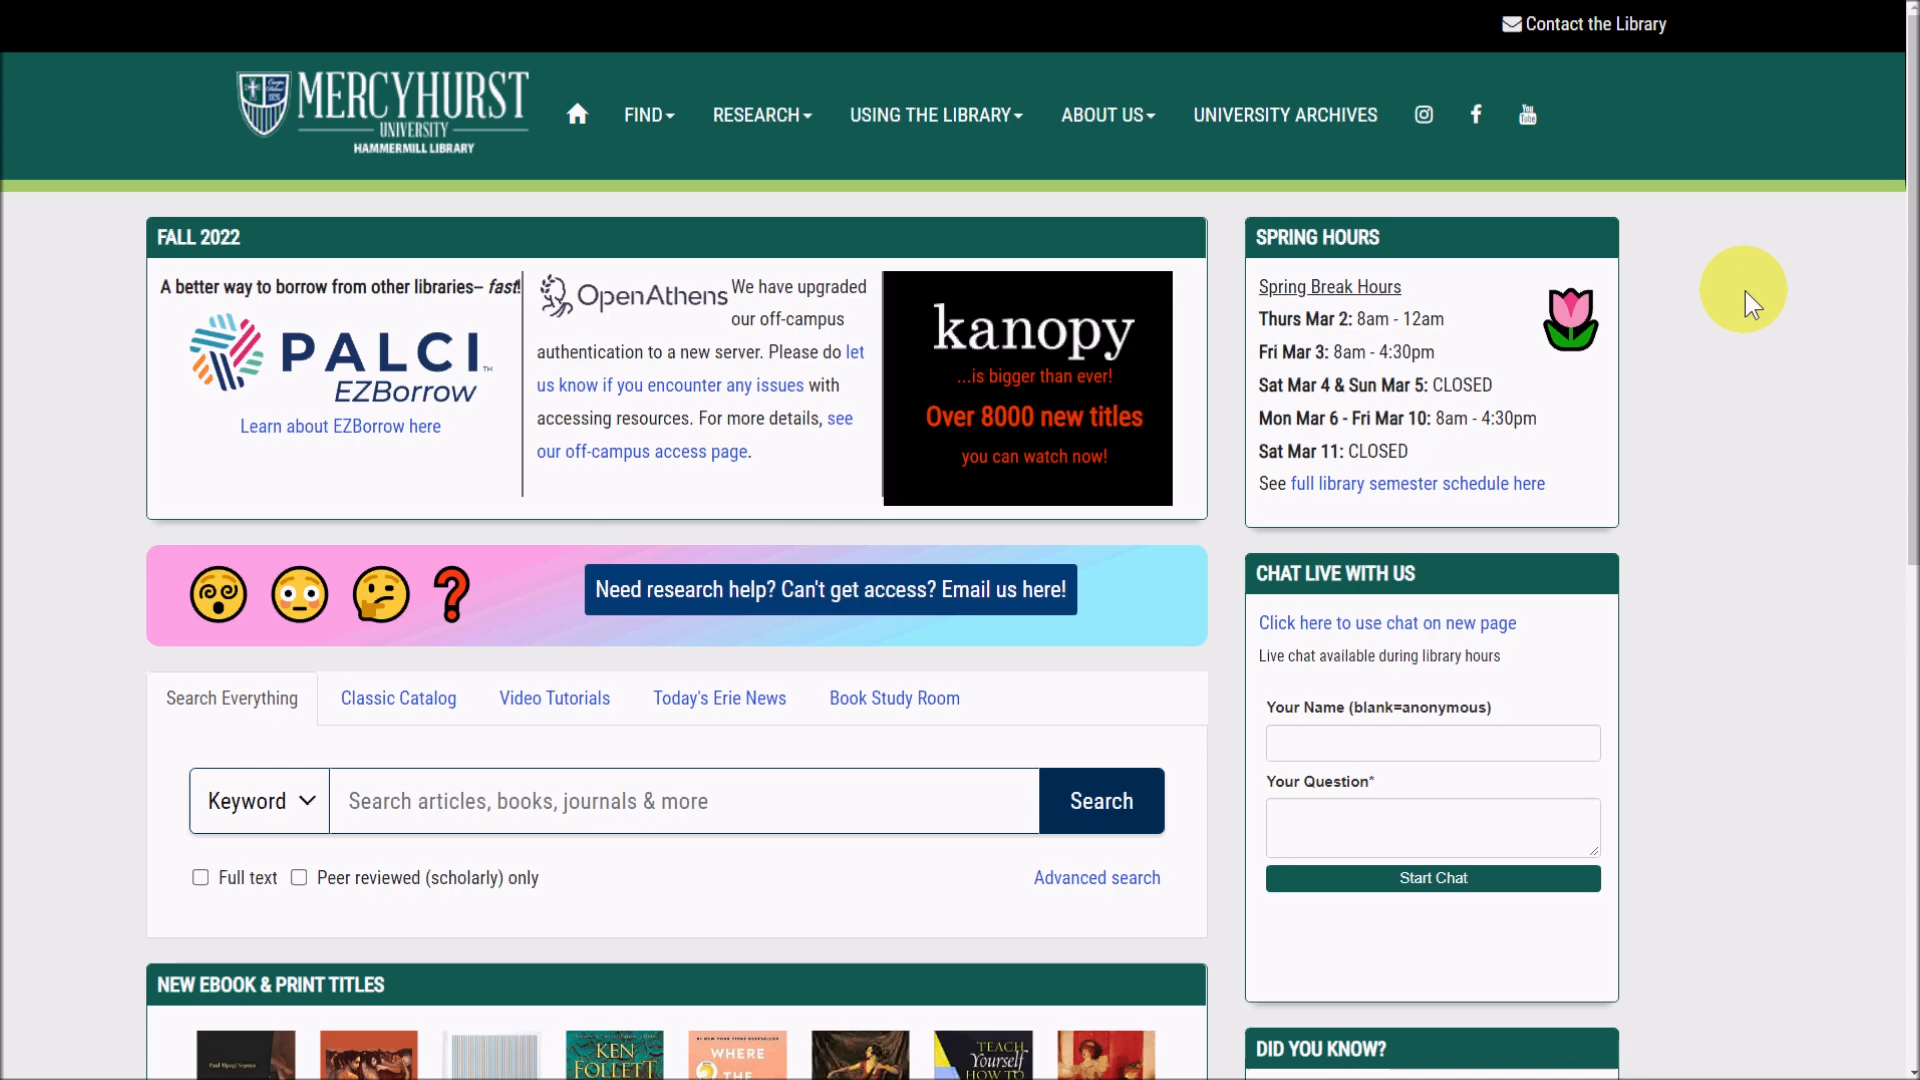 Contact the Library
MERCYHURST
UNIVERSITY
HAMMERMILL LIBRARY
FIND
RESEARCH
USING THE LIBRARY
ABOUT US
UNIVERSITY ARCHIVES
You
Tube
FALL 2022
A better way to borrow from other libraries– fast!
PALCI™
EZBorrow
Learn about EZBorrow here
OpenAthens We have upgraded
our off-campus
authentication to a new server. Please do let
us know if you encounter any issues with
accessing resources. For more details, see
our off-campus access page.
kanopy
...is bigger than ever!
Over 8000 new titles
you can watch now!
SPRING HOURS
Spring Break Hours
Thurs Mar 2: 8am - 12am
Fri Mar 3: 8am - 4:30pm
Sat Mar 4 & Sun Mar 5: CLOSED
Mon Mar 6 - Fri Mar 10: 8am - 4:30pm
Sat Mar 11: CLOSED
See full library semester schedule here
Need research help? Can't get access? Email us here!
CHAT LIVE WITH US
Click here to use chat on new page
Live chat available during library hours
Your Name (blank=anonymous)
Your Question*
Start Chat
Search Everything
Classic Catalog
Video Tutorials
Today's Erie News
Book Study Room
Keyword
Search articles, books, journals & more
Search
Full text
Peer reviewed (scholarly) only
Advanced search
NEW EBOOK & PRINT TITLES
KEN
FOLLETT
WHERE
THE
TEACH
Yourself
HOW TO
DID YOU KNOW?